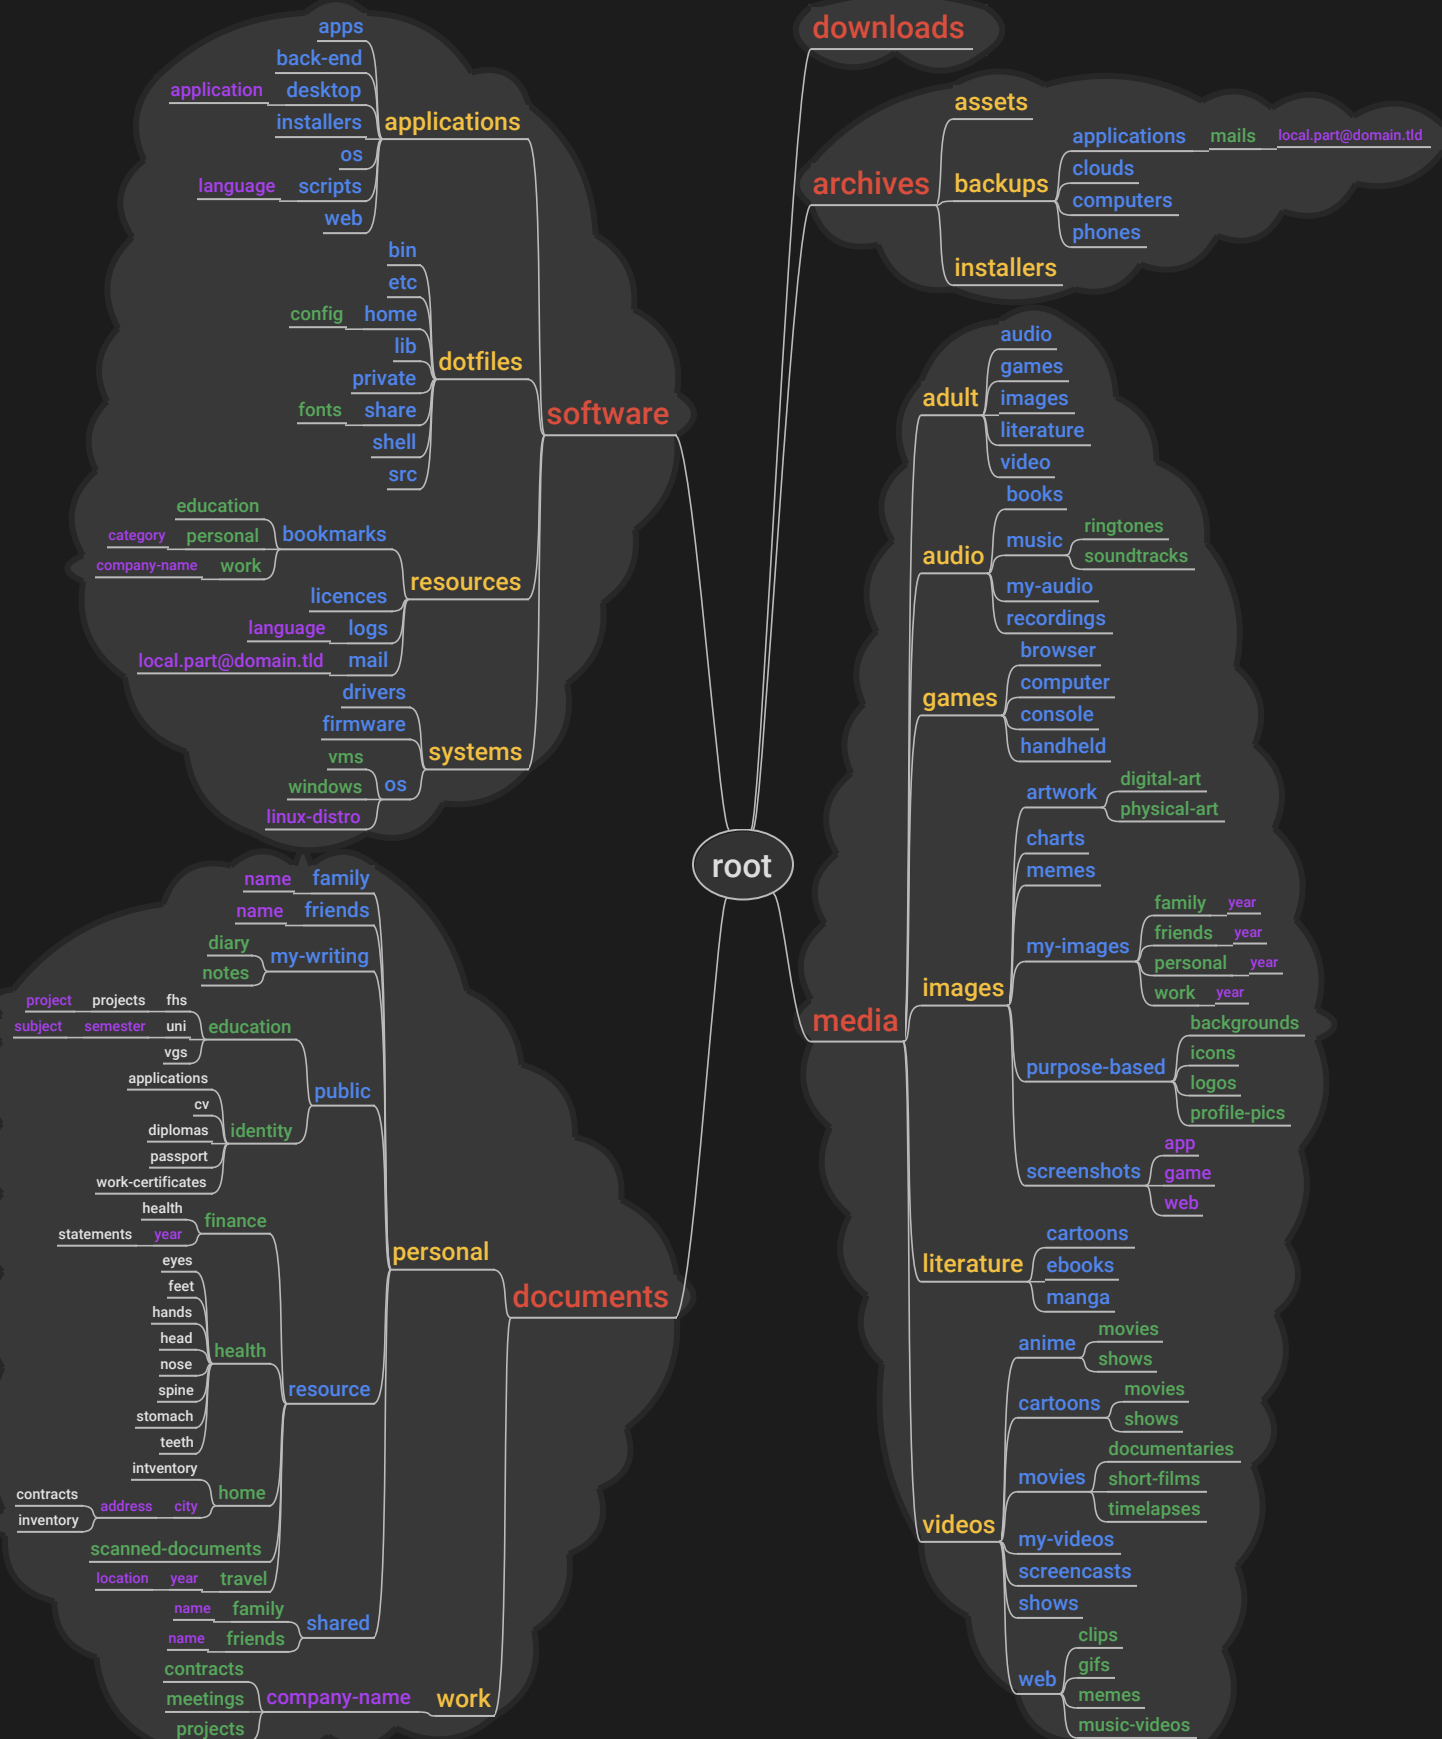 root
software
applications
apps
back-end
desktop
application
installers
os
scripts
language
web
dotfiles
bin
etc
home
config
lib
private
share
fonts
shell
src
resources
bookmarks
education
personal
category
work
company-name
licences
logs
language
mail
local.part@domain.tld
systems
drivers
firmware
os
vms
windows
linux-distro
documents
personal
family
name
friends
name
my-writing
diary
notes
public
education
fhs
projects
project
uni
semester
subject
vgs
identity
applications
cv
diplomas
passport
work-certificates
resource
finance
health
year
statements
health
eyes
feet
hands
head
nose
spine
stomach
teeth
home
intventory
city
address
contracts
inventory
scanned-documents
travel
year
location
shared
family
name
friends
name
work
company-name
contracts
meetings
projects
downloads
archives
assets
backups
applications
mails
local.part@domain.tld
clouds
computers
phones
installers
media
adult
audio
games
images
literature
video
audio
books
music
ringtones
soundtracks
my-audio
recordings
games
browser
computer
console
handheld
images
artwork
digital-art
physical-art
charts
memes
my-images
family
year
friends
year
personal
year
work
year
purpose-based
backgrounds
icons
logos
profile-pics
screenshots
app
game
web
literature
cartoons
ebooks
manga
videos
anime
movies
shows
cartoons
movies
shows
movies
documentaries
short-films
timelapses
my-videos
screencasts
shows
web
clips
gifs
memes
music-videos